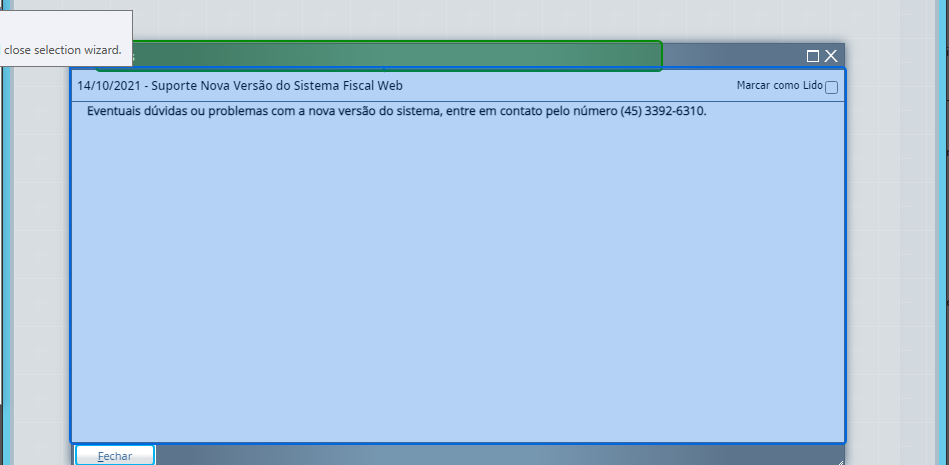 close selection wizard.
14/10/2021 - Suporte Nova Versão do Sistema Fiscal Web
Marcar como Lido
Eventuais dúvidas ou problemas com a nova versão do sistema, entre em contato pelo número (45) 3392-6310.
Fechar